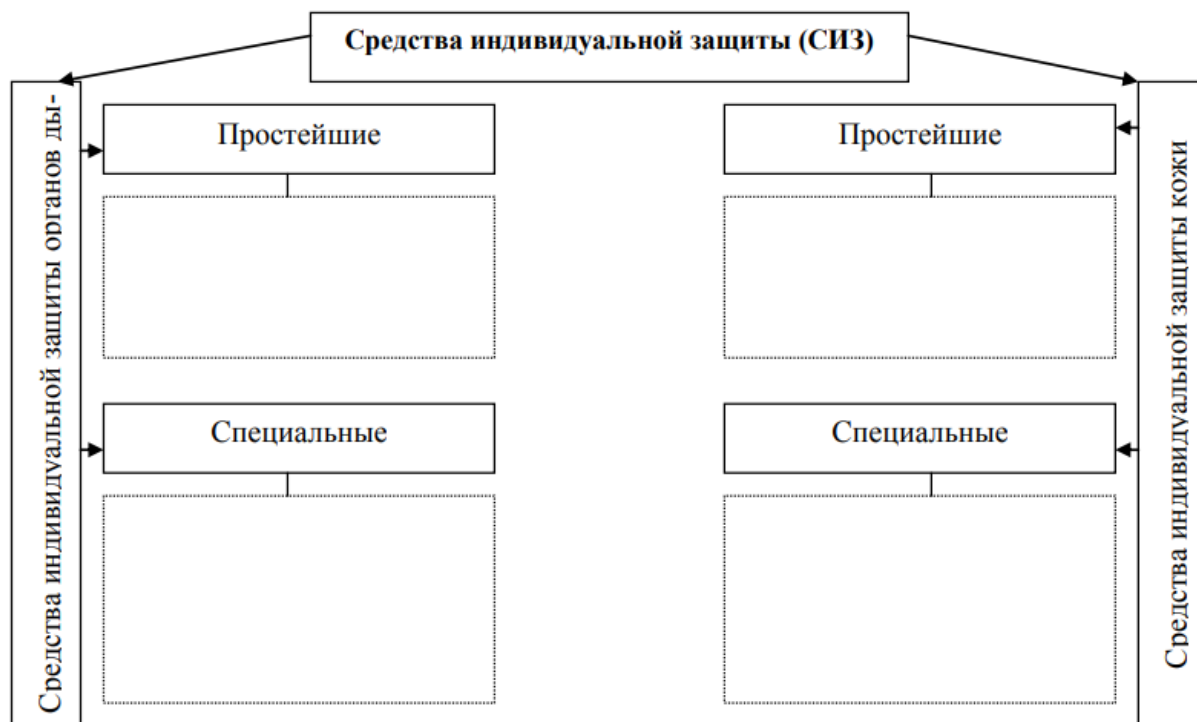 Средства индивидуальной защиты (СИЗ)
Средства индивидуальной защиты органов ды-
Простейшие
Простейшие
Специальные
Специальные
Средства индивидуальной защиты кожи